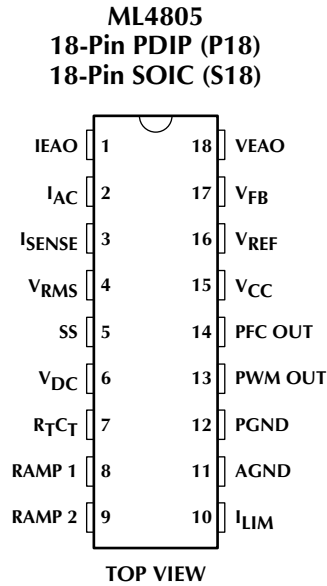 ML4805
18-Pin PDIP (P18)
18-Pin SOIC (S18)
IEAO 1 18 VEAO
IAC 2 17 VFB
ISENSE 3 16 VREF
VRMS 4 15 VCC
SS 5 14 PFC OUT
VDC 6 13 PWM OUT
RTCT 7 12 PGND
RAMP 1 8 11 AGND
RAMP 2 9 10 ILIM
TOP VIEW